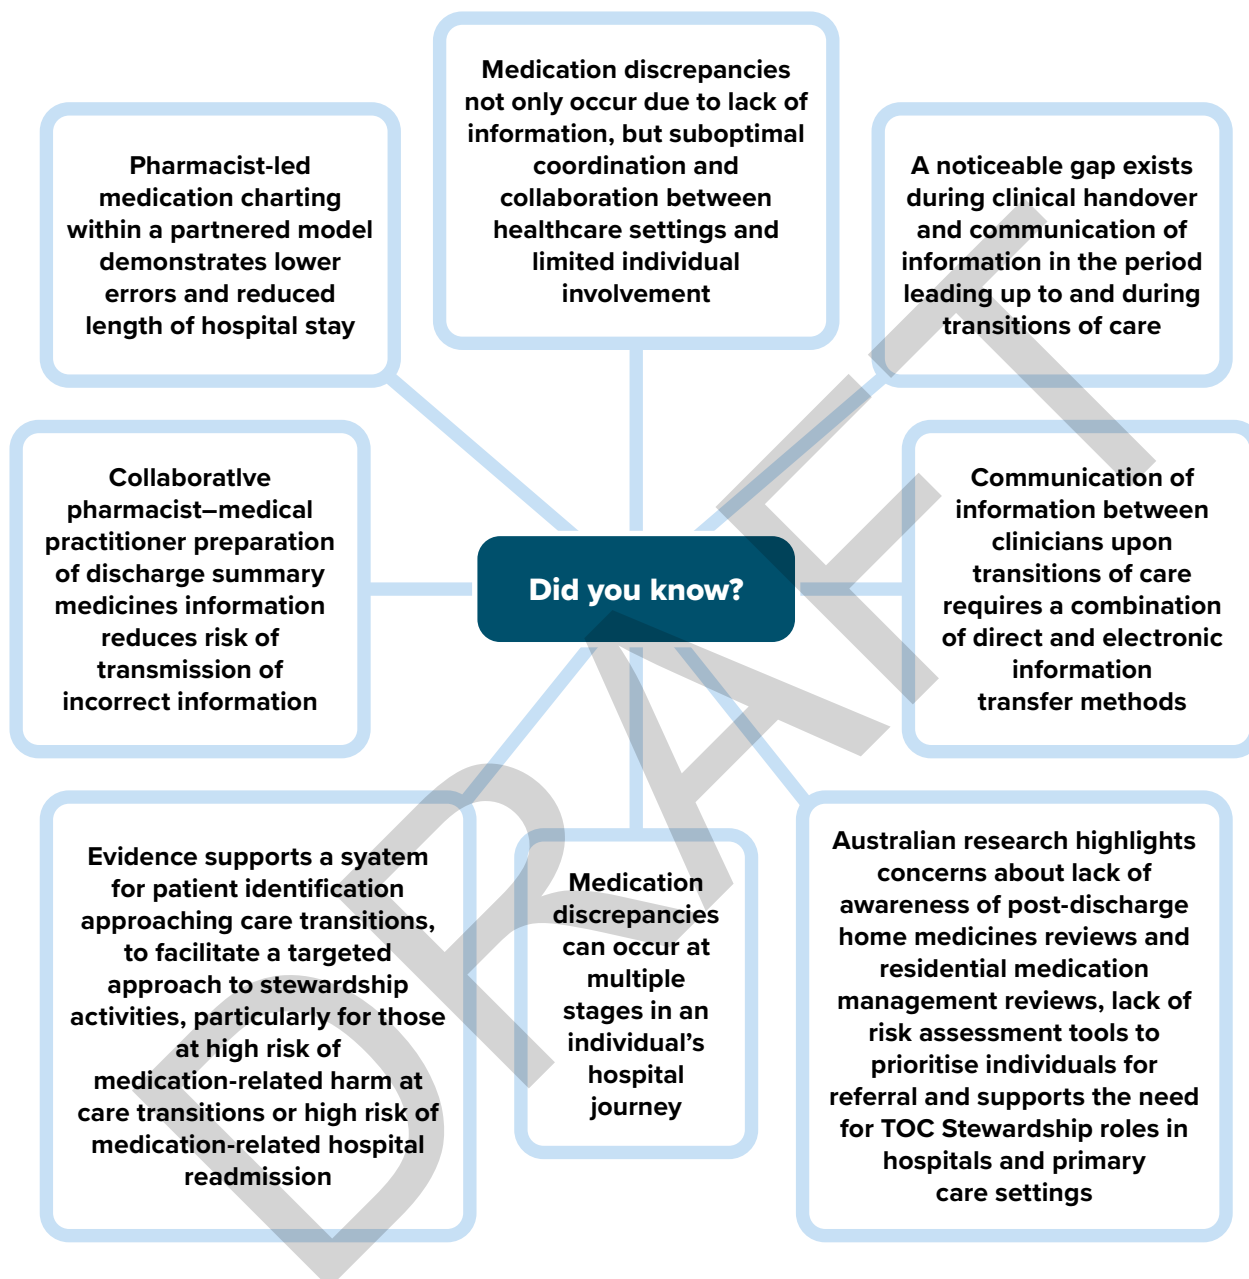 Medication discrepancies
not only occur due to lack of
information, but suboptimal
coordination and
collaboration between
healthcare settings and
limited individual
involvement
Pharmacist-led
medication charting
within a partnered model
demonstrates lower
errors and reduced
length of hospital stay
A noticeable gap exists
during clinical handover
and communication of
information in the period
leading up to and during
transitions of care
CollaboratIve
pharmacist–medical
practitioner preparation
of discharge summary
medicines information
reduces risk of
transmission of
incorrect information
Did you know?
Communication of
information between
clinicians upon
transitions of care
requires a combination
of direct and electronic
information
transfer methods
Evidence supports a syatem
for patient identification
approaching care transitions,
to facilitate a targeted
approach to stewardship
activities, particularly for those
at high risk of
medication-related harm at
care transitions or high risk of
medication-related hospital
readmission
Medication
discrepancies
can occur at
multiple
stages in an
individual’s
hospital
journey
Australian research highlights
concerns about lack of
awareness of post-discharge
home medicines reviews and
residential medication
management reviews, lack of
risk assessment tools to
prioritise individuals for
referral and supports the need
for TOC Stewardship roles in
hospitals and primary
care settings
DRAFT